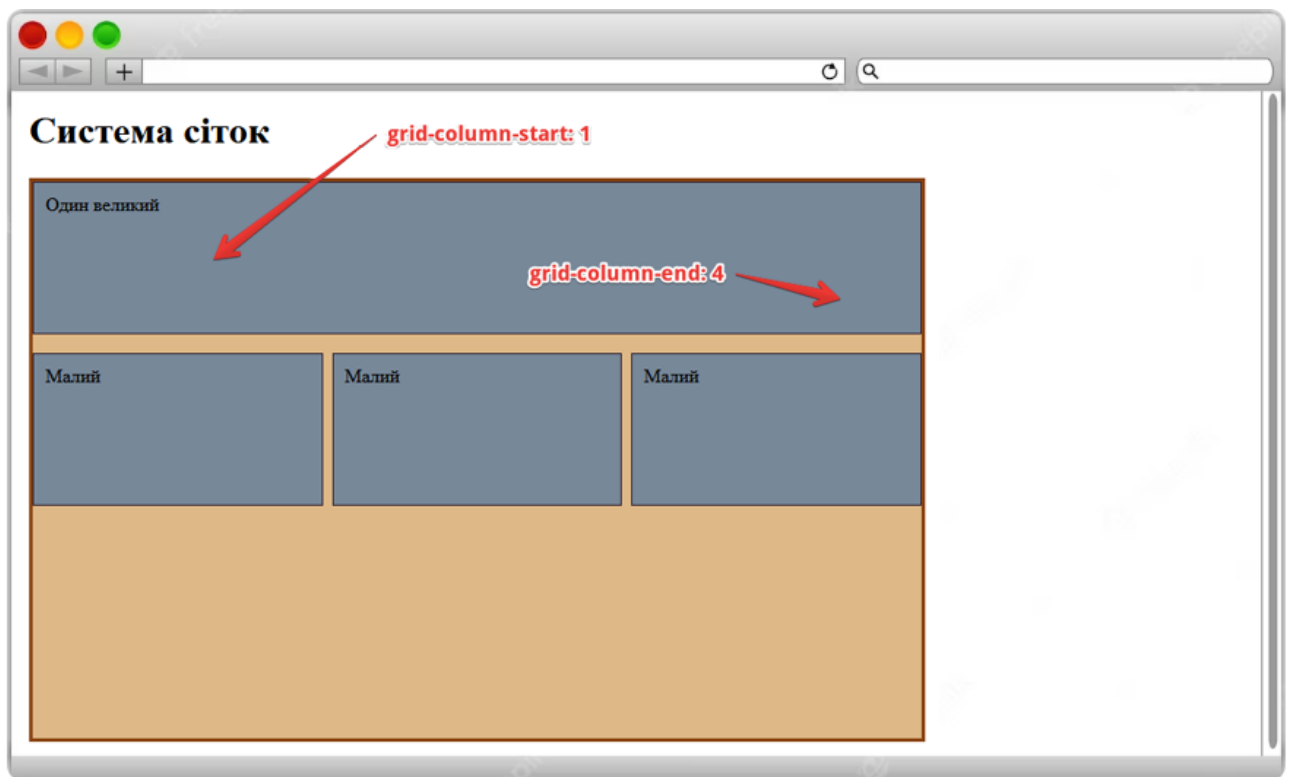 Система сіток
grid-column-start: 1
Один великий
grid-column-end: 4
Малий
Малий
Малий